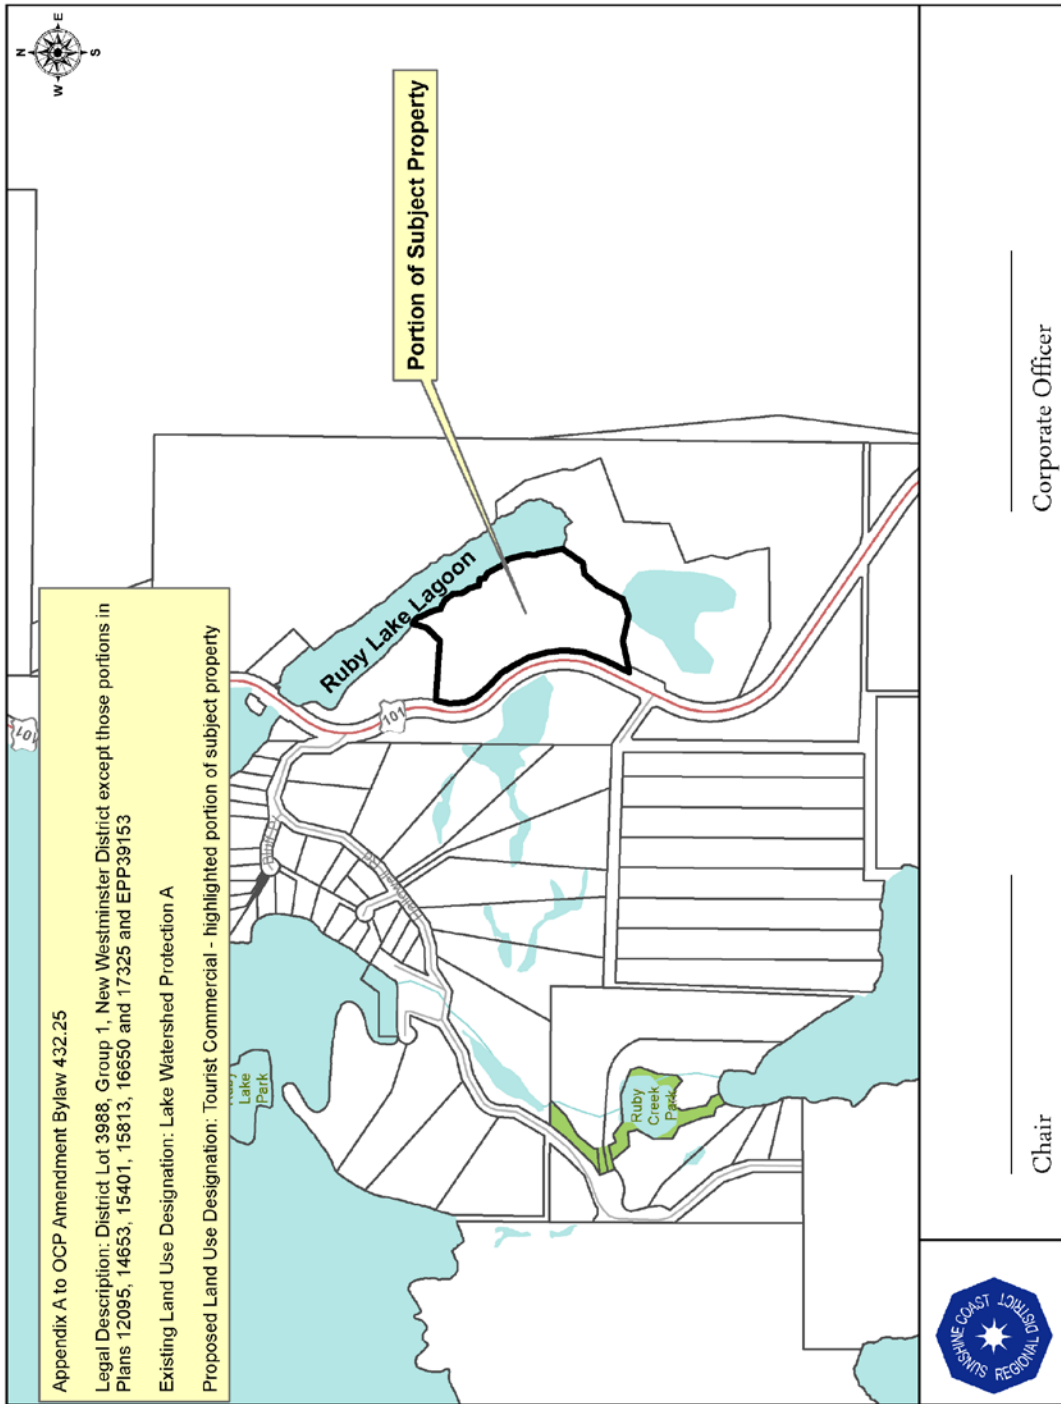 Appendix A to OCP Amendment Bylaw 432.25
Legal Description: District Lot 3988, Group 1, New Westminster District except those portions in
Plans 12095, 14653, 15401, 15813, 16650 and 17325 and EPP39153
Existing Land Use Designation: Lake Watershed Protection A
Proposed Land Use Designation: Tourist Commercial - highlighted portion of subject property
N
W
E
S
101
Portion of Subject Property
Ruby Lake Lagoon
101
Lake
Park
Ruby
Creek
Park
SUNSHINE COAST
REGIONAL DISTRICT
Chair
Corporate Officer